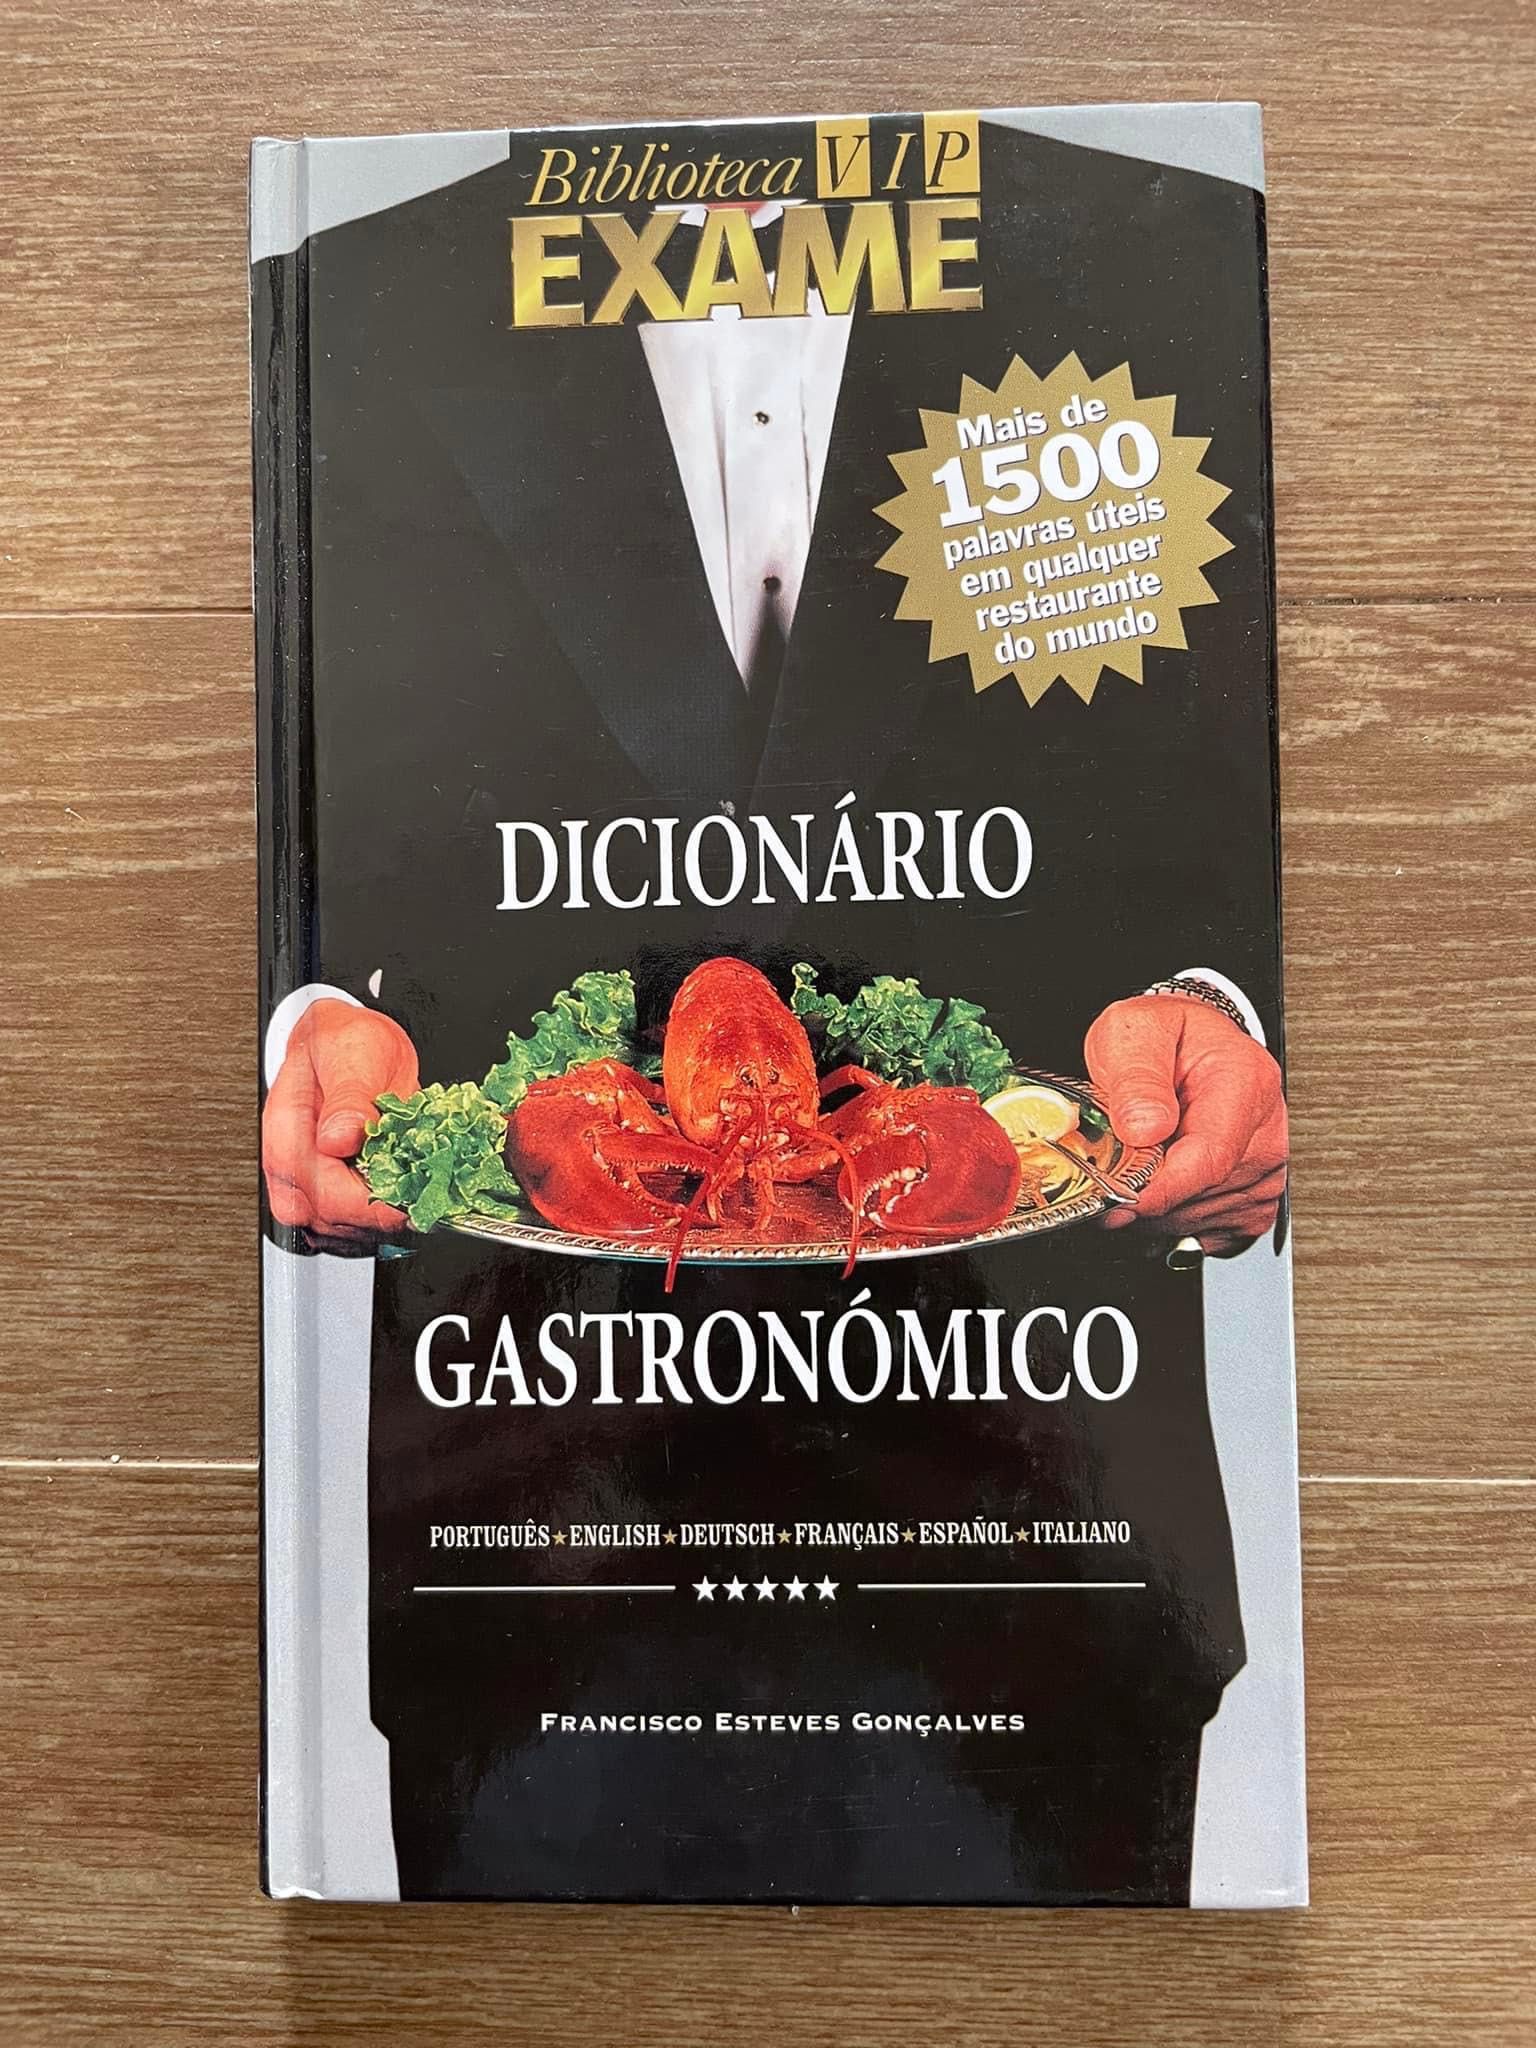 Biblioteca VIP
EXAME
Mais de
1500
palavras úteis
em qualquer
restaurante
do mundo
DICIONÁRIO
GASTRONÓMICO
PORTUGUÊS★ENGLISH★DEUTSCH★FRANÇAIS★ESPAÑOL★ITALIANO
★★★★★
FRANCISCO ESTEVES GONÇALVES